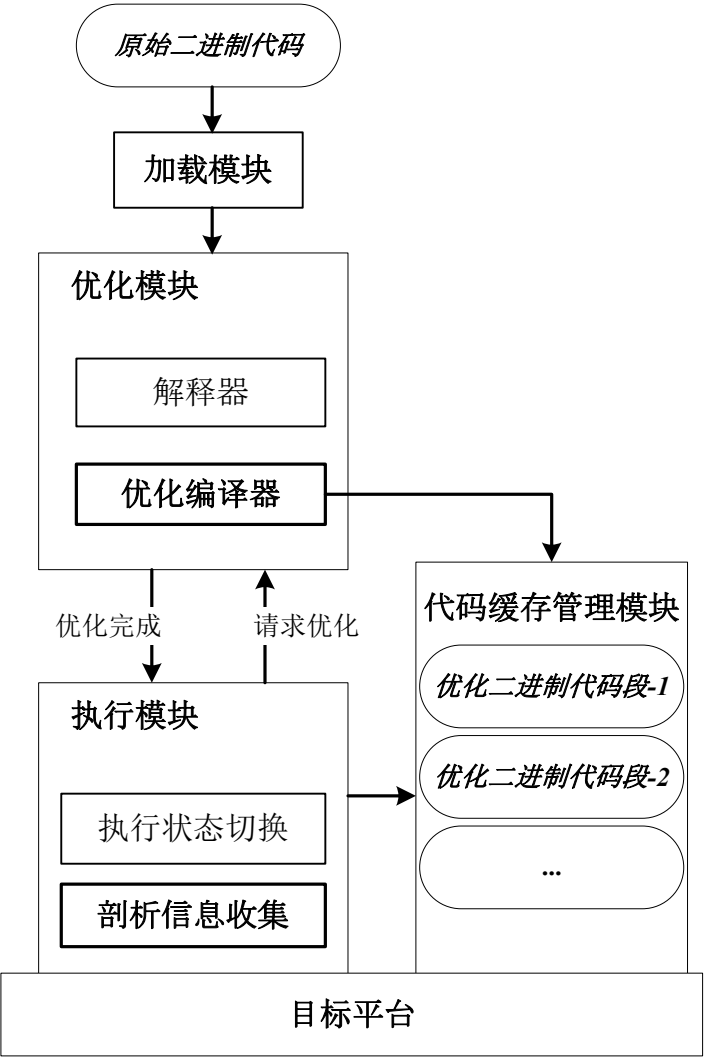 原始二进制代码
加载模块
优化模块
解释器
优化编译器
优化完成
请求优化
代码缓存管理模块
优化二进制代码段-1
优化二进制代码段-2
...
执行模块
执行状态切换
剖析信息收集
目标平台